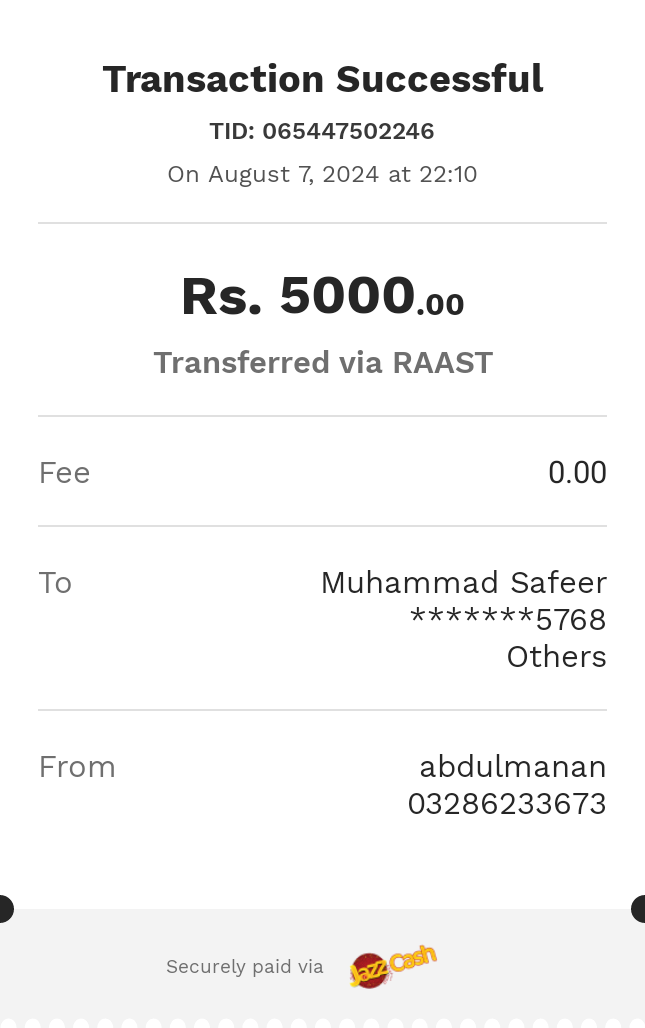 Transaction Successful
TID: 065447502246
On August 7, 2024 at 22:10
Rs. 5000.00
Transferred via RAAST
Fee 0.00
To Muhammad Safeer
*******5768
Others
From abdulmanan
03286233673
Securely paid via JazzCash